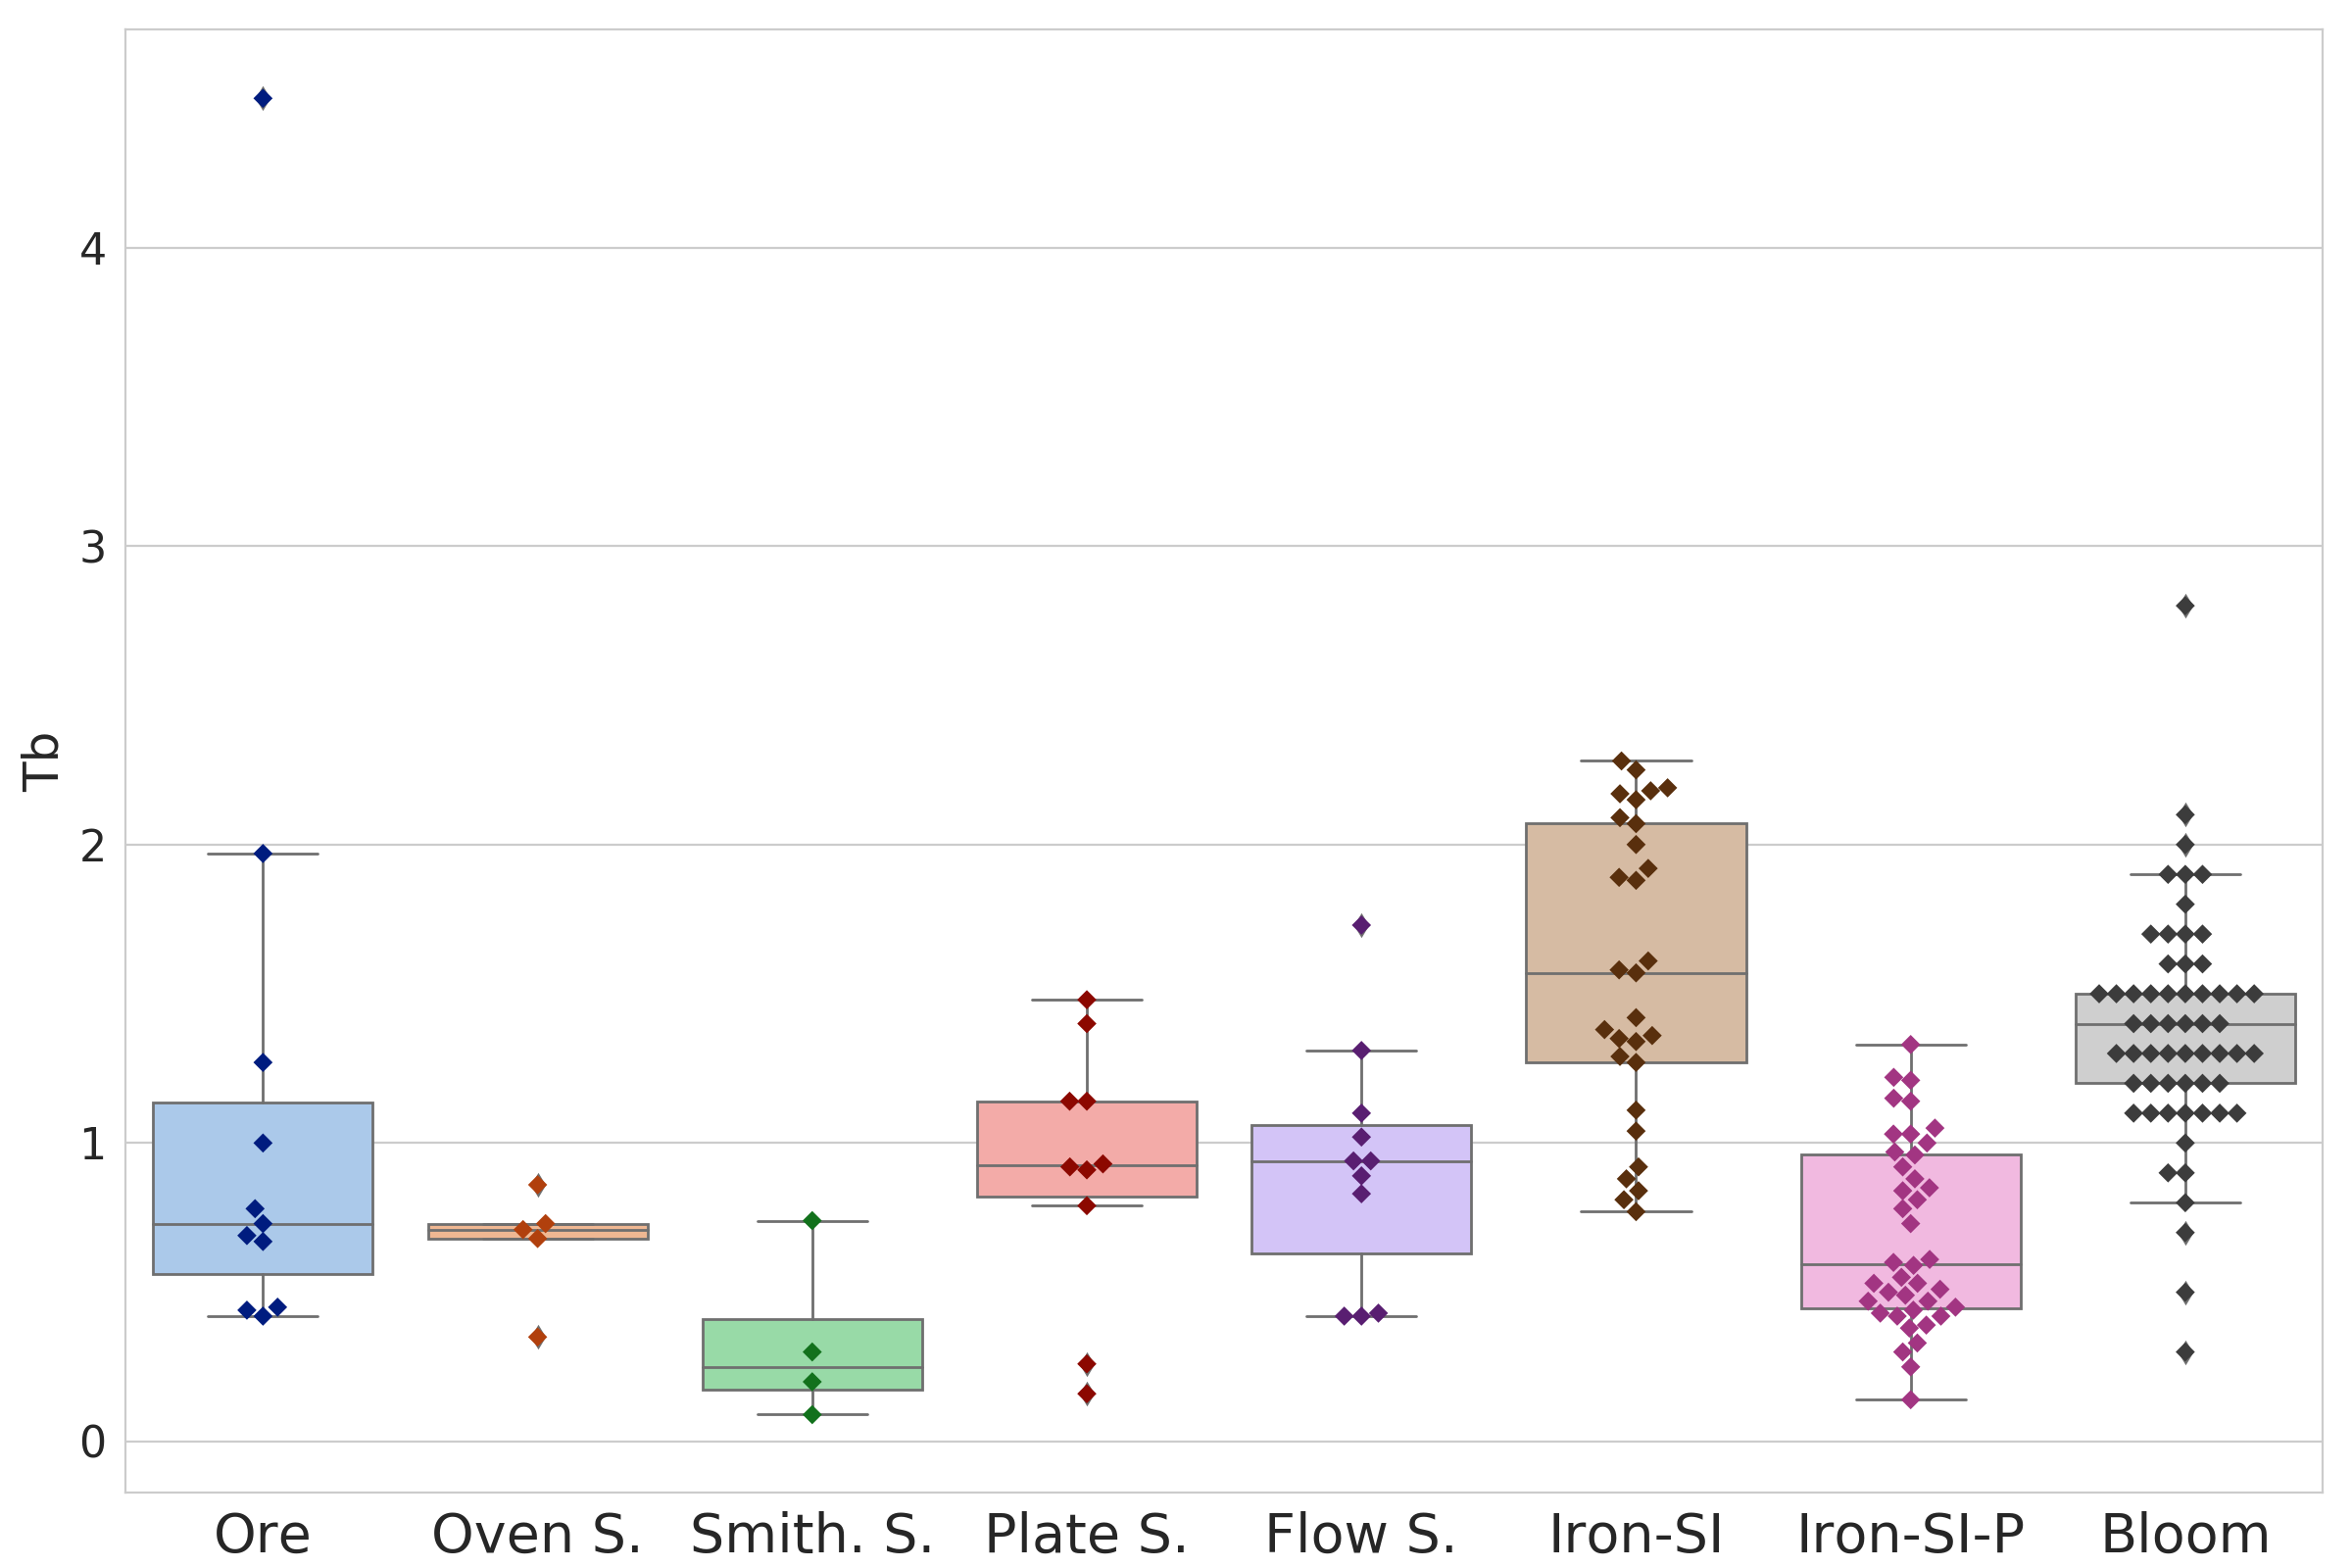 Tb
4
3
2
1
0
Ore Oven S. Smith. S. Plate S. Flow S. Iron-SI Iron-SI-P Bloom